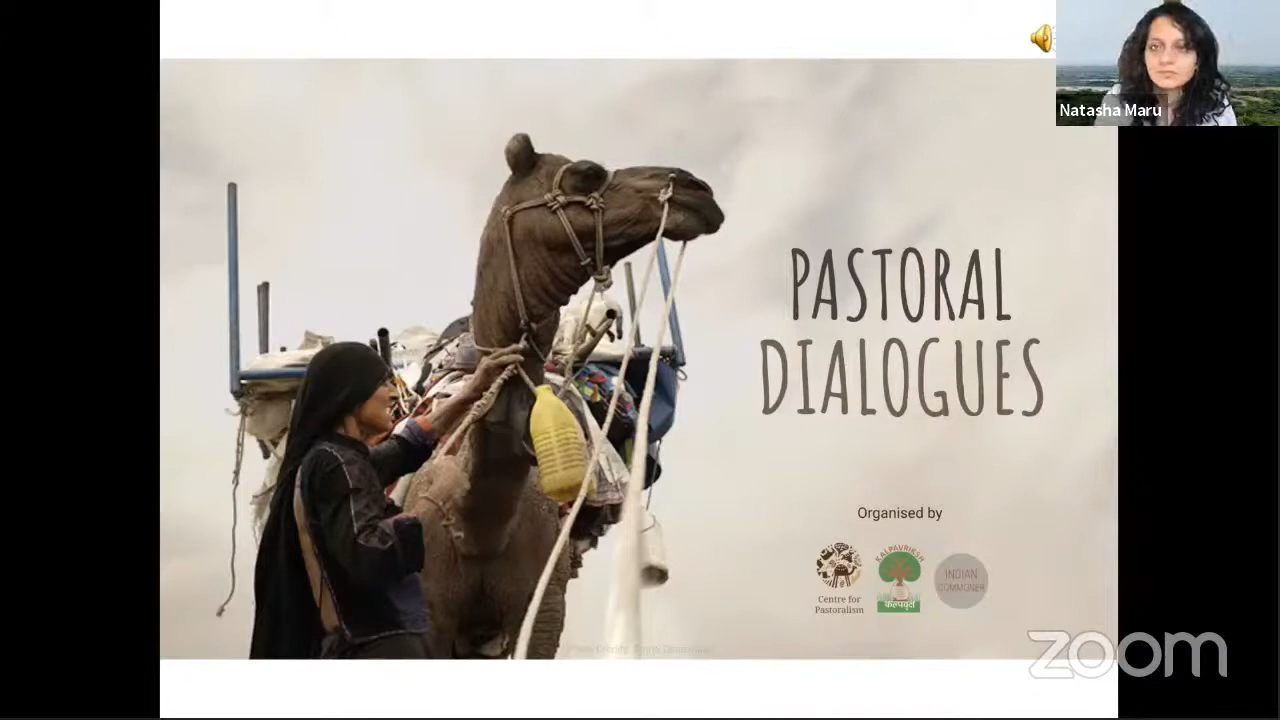 Natasha Maru
PASTORAL
DIALOGUES
Organised by
KALPAVRIKSH
Centre for
Pastoralism
कल्पवृक्ष
INDIAN
COMMONER
zoom